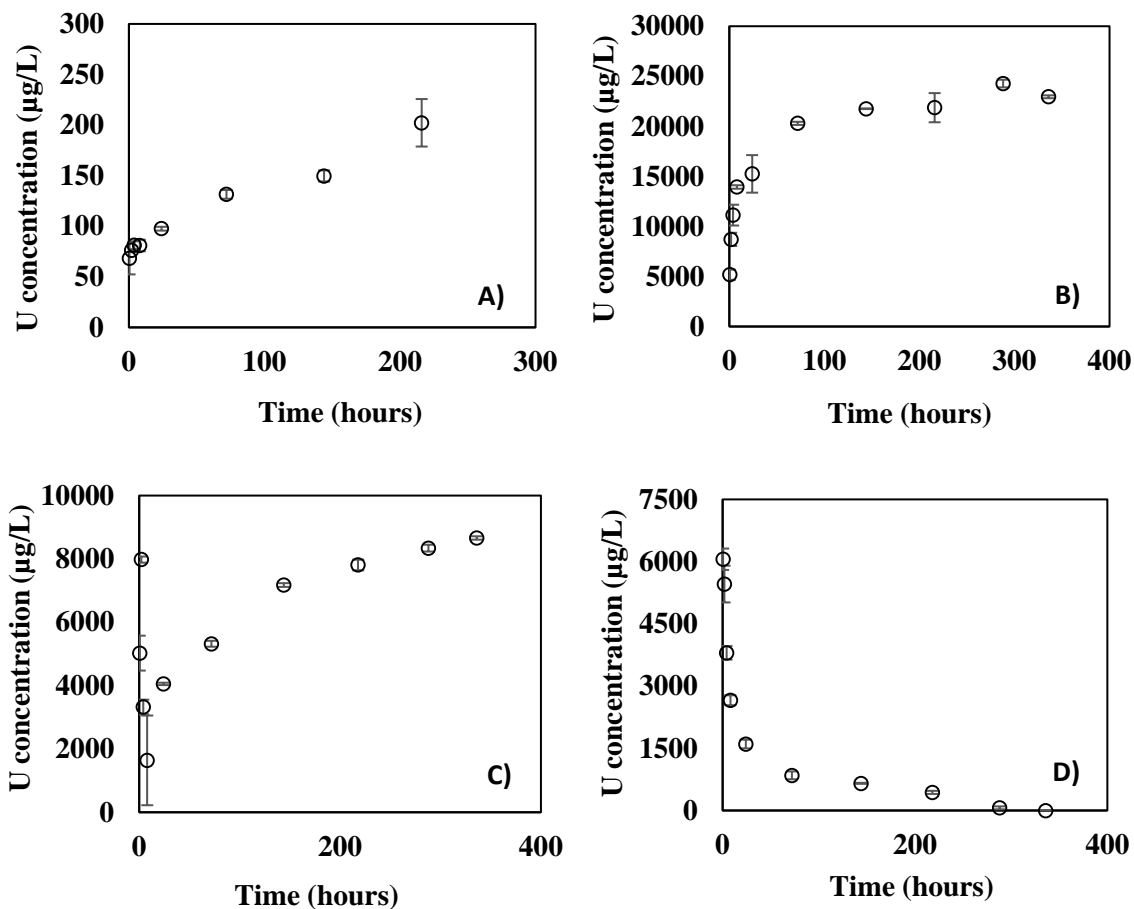 300
250
200
150
100
50
0
U concentration (µg/L)
0 100 200 300
Time (hours)
A)
30000
25000
20000
15000
10000
5000
0
U concentration (µg/L)
0 100 200 300 400
Time (hours)
B)
10000
8000
6000
4000
2000
0
U concentration (µg/L)
0 200 400
Time (hours)
C)
7500
6000
4500
3000
1500
0
U concentration (µg/L)
0 200 400
Time (hours)
D)